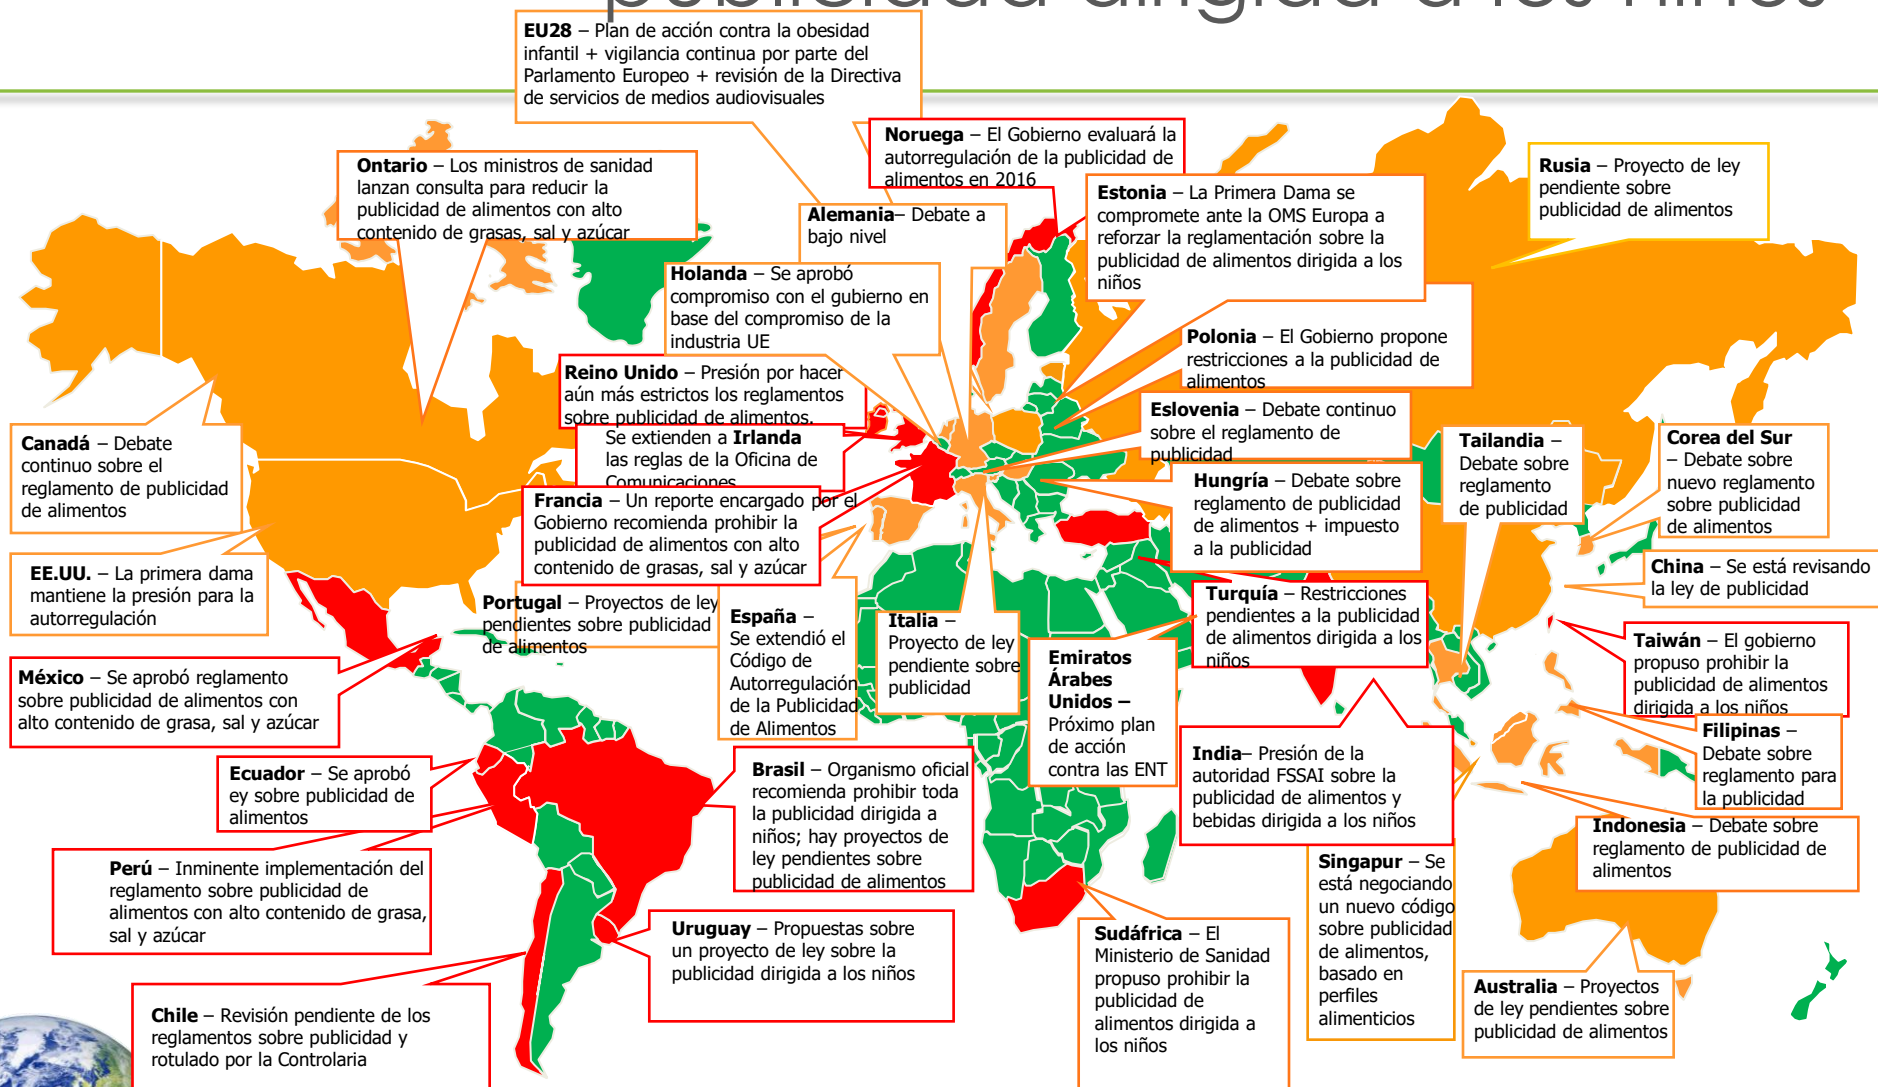 publicidad dirigida a los niños
EU28 – Plan de acción contra la obesidad
infantil + vigilancia continua por parte del
Parlamento Europeo + revisión de la Directiva
de servicios de medios audiovisuales
Noruega – El Gobierno evaluará la
autorregulación de la publicidad de
alimentos en 2016
Ontario – Los ministros de sanidad
lanzan consulta para reducir la
publicidad de alimentos con alto
contenido de grasas, sal y azúcar
Rusia – Proyecto de ley
pendiente sobre
publicidad de alimentos
Estonia – La Primera Dama se
compromete ante la OMS Europa a
reforzar la reglamentación sobre la
publicidad de alimentos dirigida a los
niños
Alemania– Debate a
bajo nivel
Holanda – Se aprobó
compromiso con el gubierno en
base del compromiso de la
industria UE
Polonia – El Gobierno propone
restricciones a la publicidad de
alimentos
Reino Unido – Presión por hacer
aún más estrictos los reglamentos
sobre publicidad de alimentos.
Se extienden a Irlanda
las reglas de la Oficina de
Comunicaciones
Eslovenia – Debate continuo
sobre el reglamento de
publicidad
Canadá – Debate
continuo sobre el
reglamento de publicidad
de alimentos
Tailandia –
Debate sobre
reglamento
de publicidad
Corea del Sur
– Debate sobre
nuevo reglamento
sobre publicidad
de alimentos
Hungría – Debate sobre
reglamento de publicidad
de alimentos + impuesto
a la publicidad
Francia – Un reporte encargado por el
Gobierno recomienda prohibir la
publicidad de alimentos con alto
contenido de grasas, sal y azúcar
China – Se está revisando
la ley de publicidad
EE.UU. – La primera dama
mantiene la presión para la
autorregulación
Portugal – Proyectos de ley
pendientes sobre publicidad
de alimentos
España –
Se extendió el
Código de
Autorregulación
de la Publicidad
de Alimentos
Italia –
Proyecto de ley
pendiente sobre
publicidad
Turquía – Restricciones
pendientes a la publicidad
de alimentos dirigida a los
niños
Emiratos
Árabes
Unidos –
Próximo plan
de acción
contra las ENT
Taiwán – El gobierno
propuso prohibir la
publicidad de alimentos
dirigida a los niños
México – Se aprobó reglamento
sobre publicidad de alimentos con
alto contenido de grasa, sal y azúcar
Filipinas –
Debate sobre
reglamento para
la publicidad
Ecuador – Se aprobó
ey sobre publicidad de
alimentos
Brasil – Organismo oficial
recomienda prohibir toda
la publicidad dirigida a
niños; hay proyectos de
ley pendientes sobre
publicidad de alimentos
India– Presión de la
autoridad FSSAI sobre la
publicidad de alimentos y
bebidas dirigida a los niños
Indonesia – Debate sobre
reglamento de publicidad de
alimentos
Perú – Inminente implementación del
reglamento sobre publicidad de
alimentos con alto contenido de grasa,
sal y azúcar
Singapur – Se
está negociando
un nuevo código
sobre publicidad
de alimentos,
basado en
perfiles
alimenticios
Uruguay – Propuestas sobre
un proyecto de ley sobre la
publicidad dirigida a los niños
Sudáfrica – El
Ministerio de Sanidad
propuso prohibir la
publicidad de
alimentos dirigida a
los niños
Australia – Proyectos
de ley pendientes sobre
publicidad de alimentos
Chile – Revisión pendiente de los
reglamentos sobre publicidad y
rotulado por la Controlaria